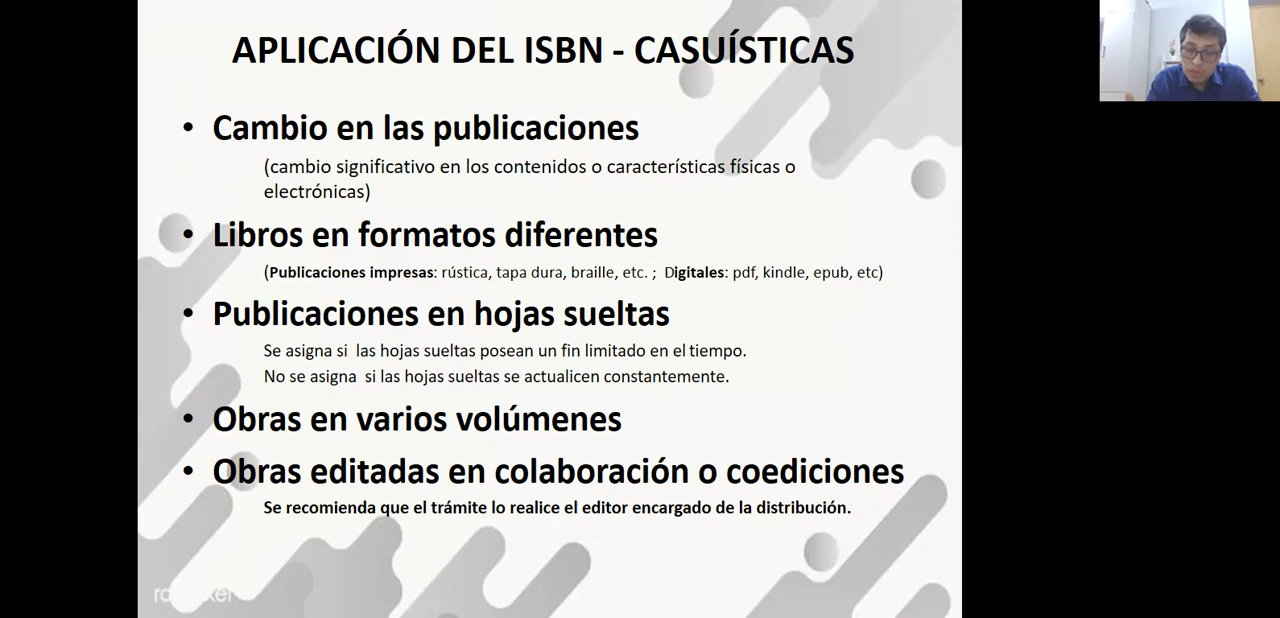 APLICACIÓN DEL ISBN - CASUÍSTICAS
• Cambio en las publicaciones
(cambio significativo en los contenidos o características físicas o
electrónicas)
• Libros en formatos diferentes
(Publicaciones impresas: rústica, tapa dura, braille, etc. ; Digitales: pdf, kindle, epub, etc)
• Publicaciones en hojas sueltas
Se asigna si las hojas sueltas posean un fin limitado en el tiempo.
No se asigna si las hojas sueltas se actualicen constantemente.
• Obras en varios volúmenes
• Obras editadas en colaboración o coediciones
Se recomienda que el trámite lo realice el editor encargado de la distribución.